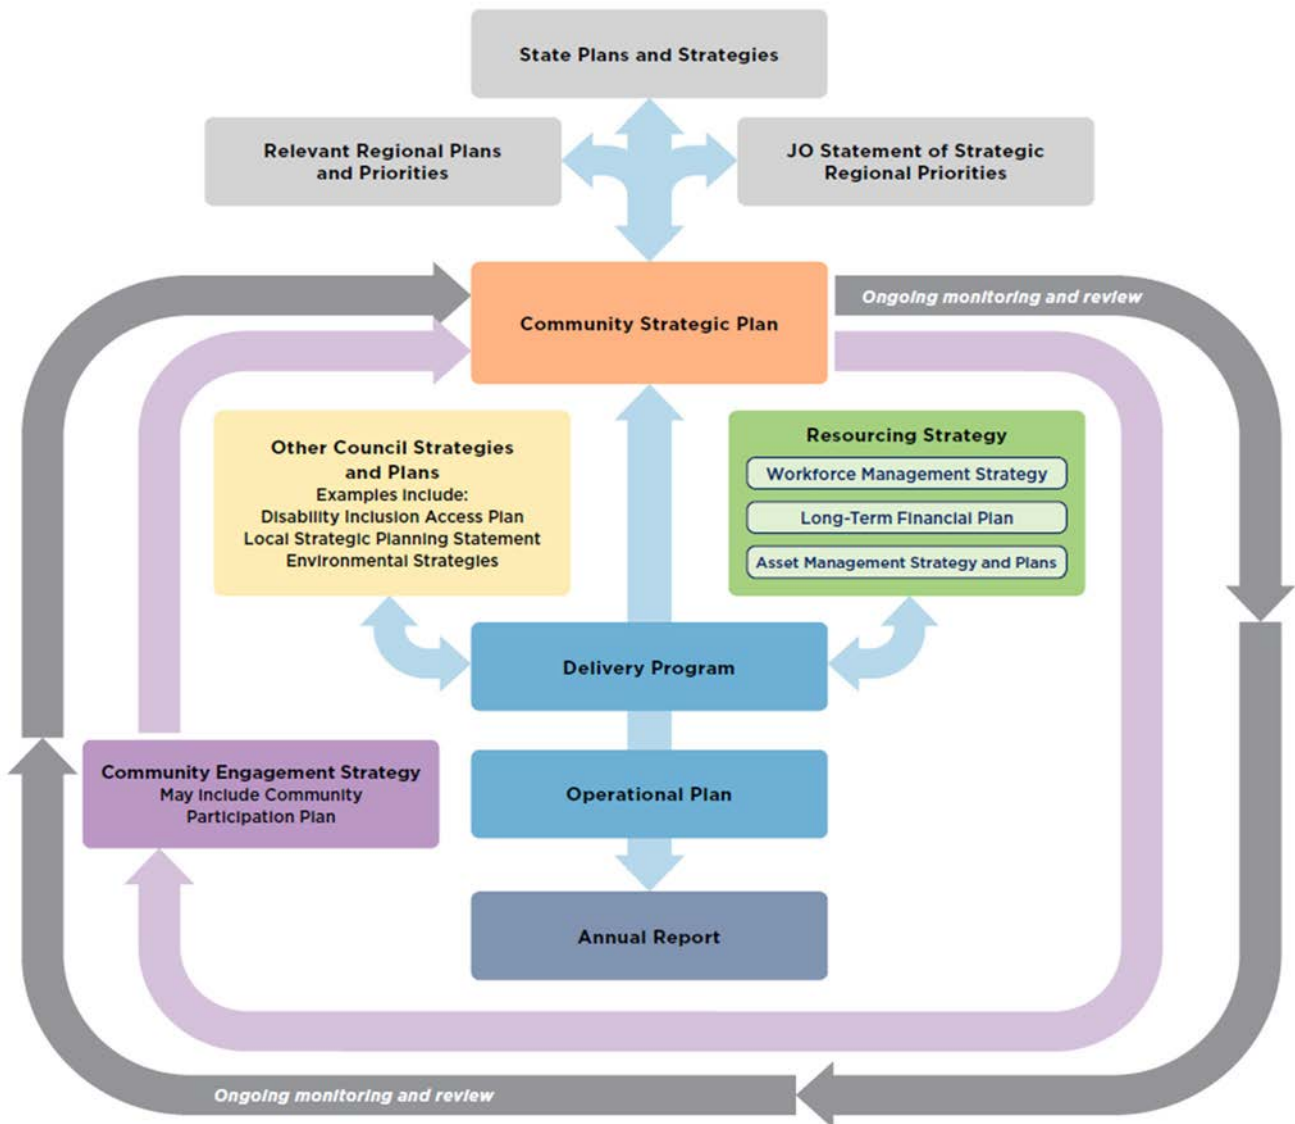 State Plans and Strategies
Relevant Regional Plans
and Priorities
JO Statement of Strategic
Regional Priorities
Community Strategic Plan
Ongoing monitoring and review
Other Council Strategies
and Plans
Examples include:
Disability Inclusion Access Plan
Local Strategic Planning Statement
Environmental Strategies
Resourcing Strategy
Workforce Management Strategy
Long-Term Financial Plan
Asset Management Strategy and Plans
Delivery Program
Community Engagement Strategy
May include Community
Participation Plan
Operational Plan
Annual Report
Ongoing monitoring and review